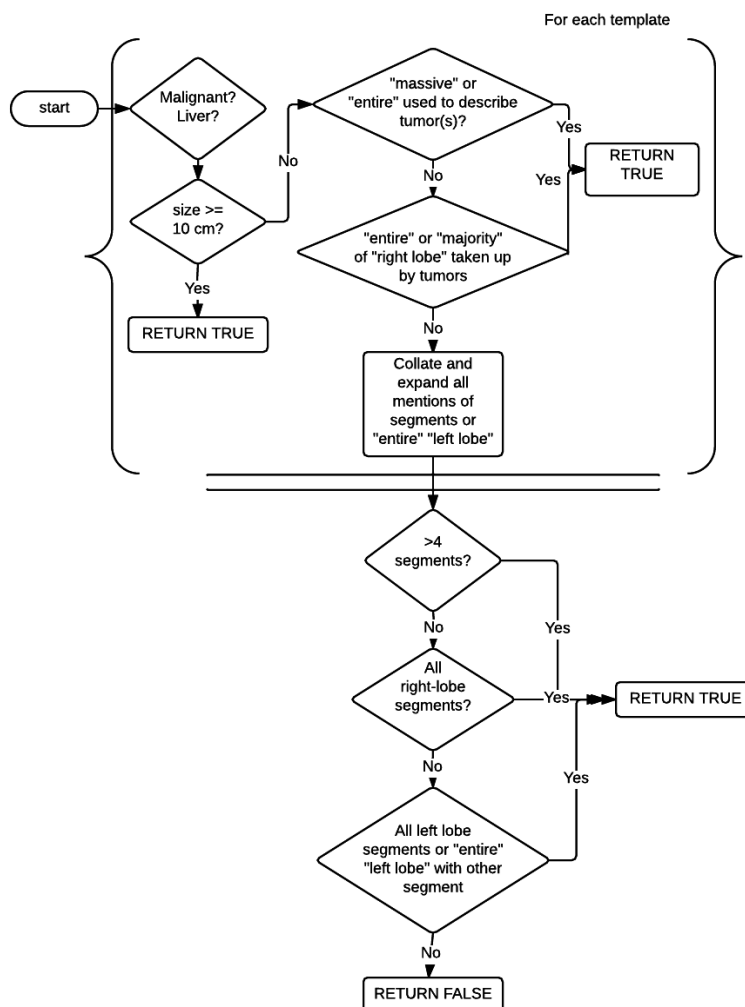 For each template
start
Malignant?
Liver?
"massive" or
"entire" used to describe
tumor(s)?
Yes
No
RETURN
TRUE
size >=
10 cm?
No
Yes
"entire" or "majority"
of "right lobe" taken up
by tumors
Yes
RETURN TRUE
No
Collate and
expand all
mentions of
segments or
"entire" "left lobe"
>4
segments?
No
Yes
All
right-lobe
segments?
Yes
RETURN TRUE
No
Yes
All left lobe
segments or "entire"
"left lobe" with other
segment
No
RETURN FALSE